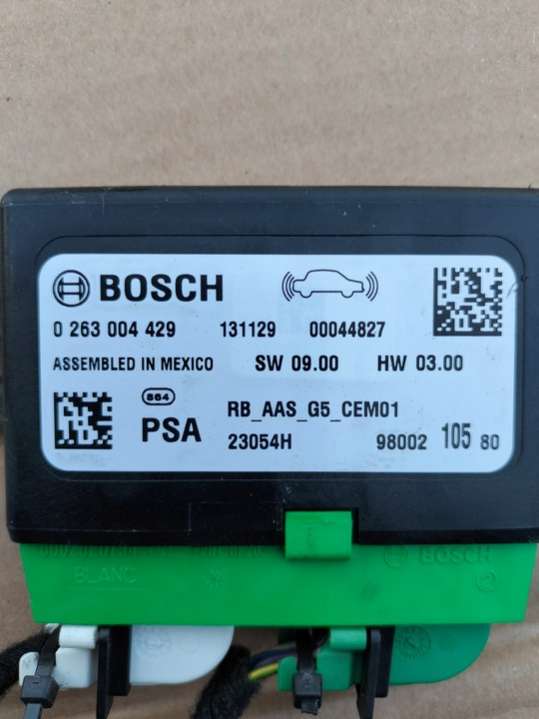 BOSCH
0 263 004 429 131129 00044827
ASSEMBLED IN MEXICO SW 09.00 HW 03.00
864
PSA
RB_AAS_G5_CEM01
23054H 98002 105 80
BOSCH
BLANC